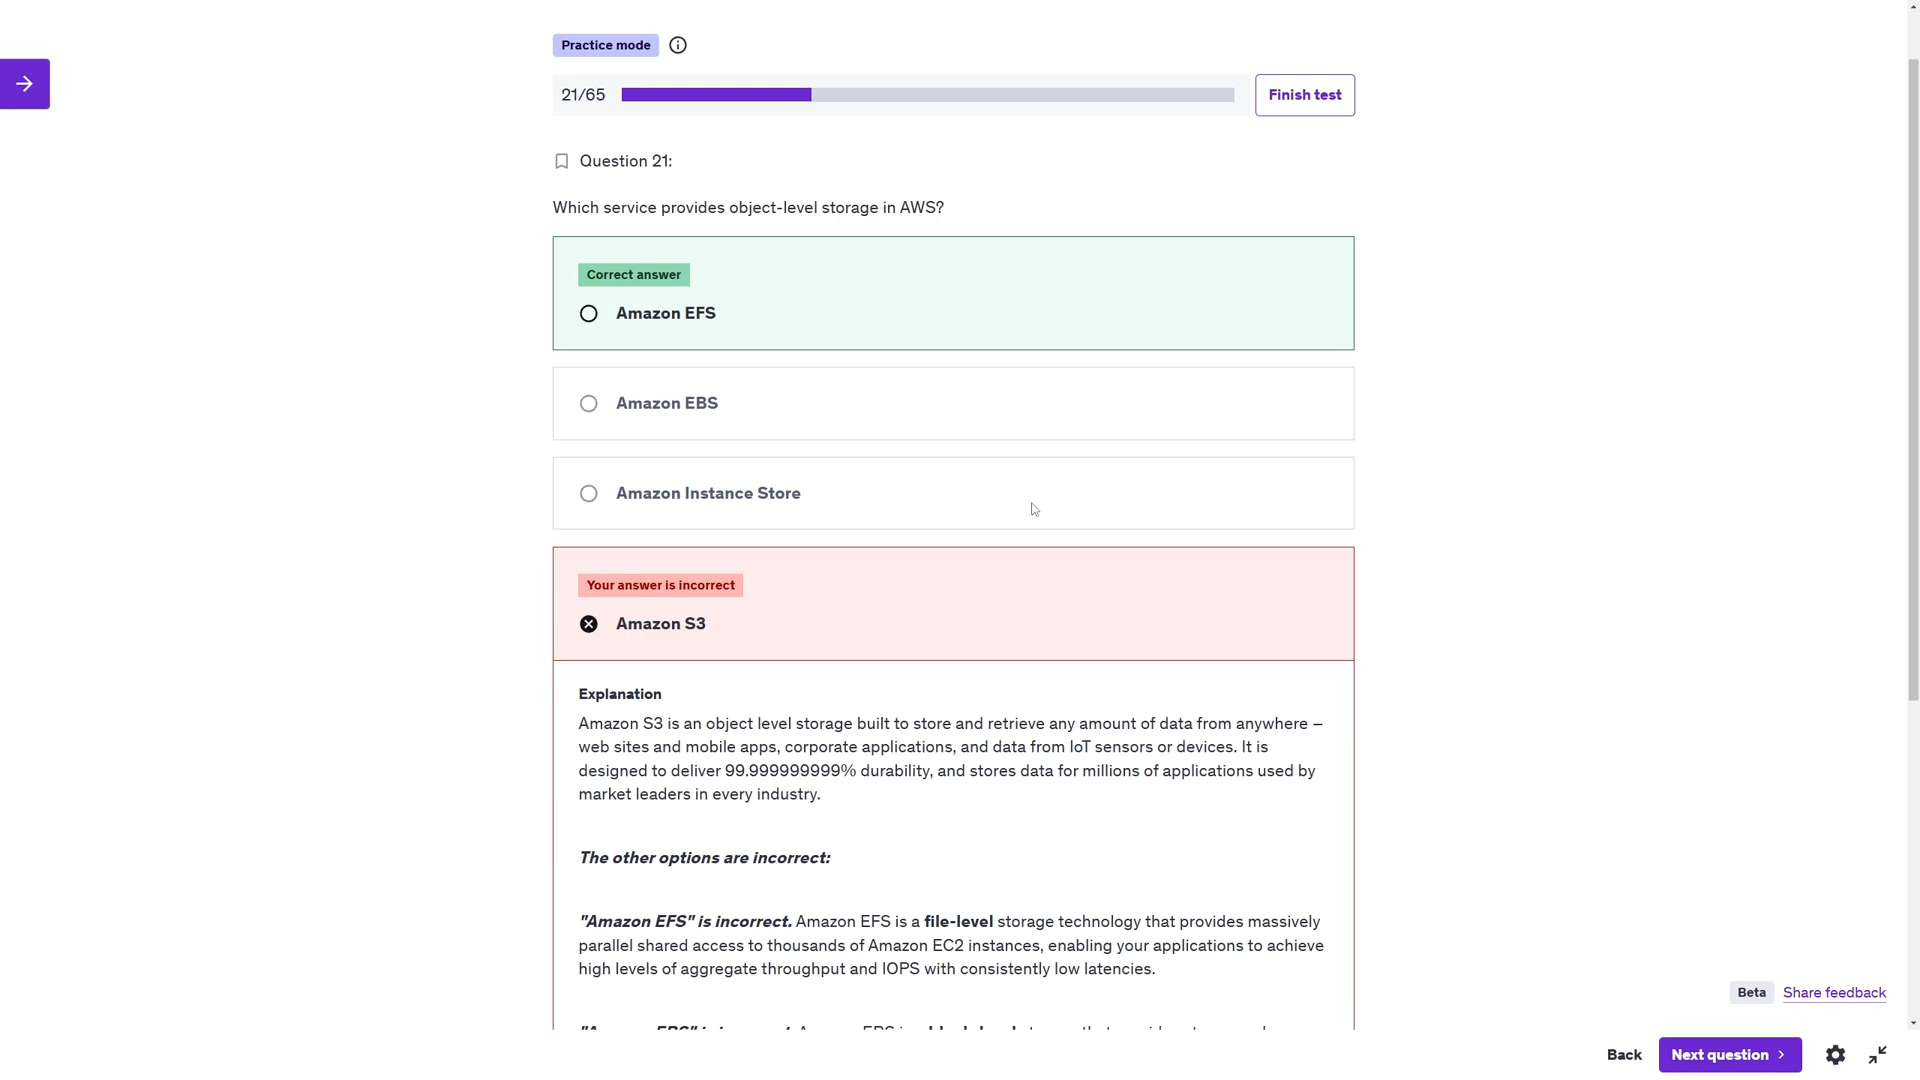 Practice mode
21/65
Finish test
Question 21:
Which service provides object-level storage in AWS?
Correct answer
Amazon EFS
Amazon EBS
Amazon Instance Store
Your answer is incorrect
Amazon S3
Explanation
Amazon S3 is an object level storage built to store and retrieve any amount of data from anywhere –
web sites and mobile apps, corporate applications, and data from IoT sensors or devices. It is
designed to deliver 99.999999999% durability, and stores data for millions of applications used by
market leaders in every industry.
The other options are incorrect:
"Amazon EFS" is incorrect. Amazon EFS is a file-level storage technology that provides massively
parallel shared access to thousands of Amazon EC2 instances, enabling your applications to achieve
high levels of aggregate throughput and IOPS with consistently low latencies.
Beta
Share feedback
Back
Next question